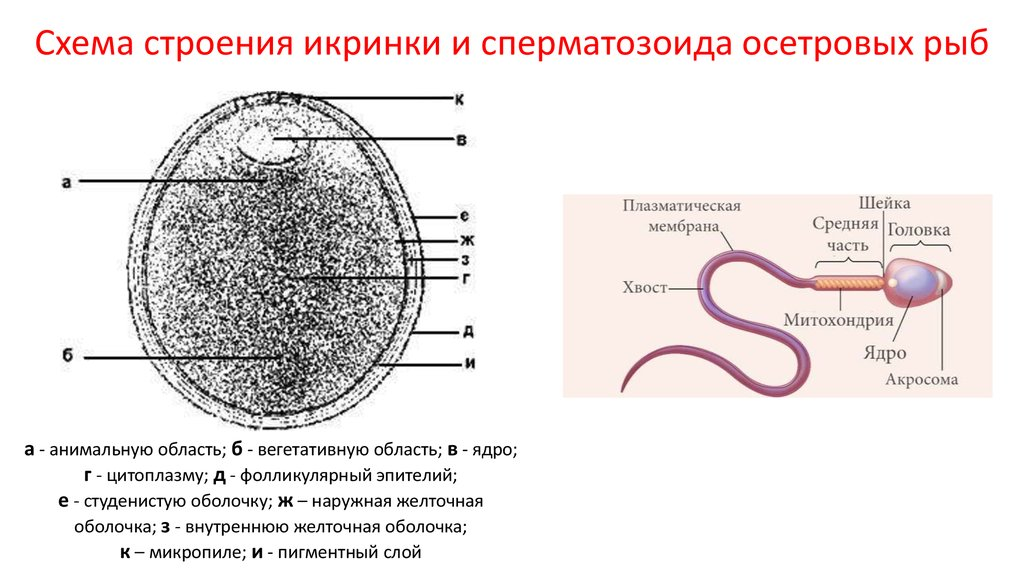 Схема строения икринки и сперматозоида осетровых рыб
к
в
а
е
ж
з
г
д
б
и
Плазматическая
мембрана
Шейка
Средняя
часть
Головка
Хвост
Митохондрия
Ядро
Акросома
а - анимальную область; б - вегетативную область; в - ядро;
г - цитоплазму; д - фолликулярный эпителий;
е - студенистую оболочку; ж – наружная желточная
оболочка; з - внутреннюю желточная оболочка;
к – микропиле; и - пигментный слой